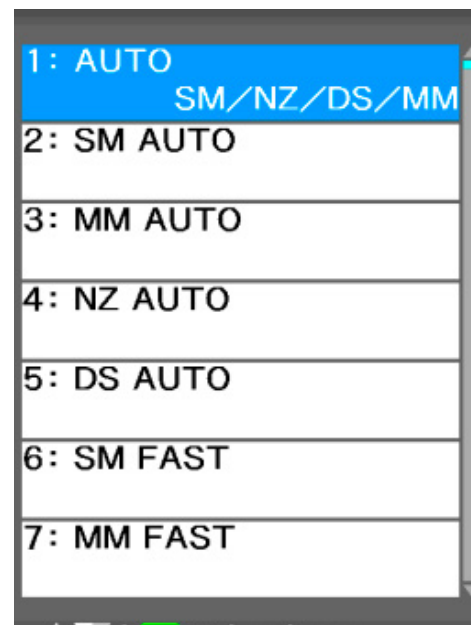 1: AUTO
SM/NZ/DS/MM
2: SM AUTO
3: MM AUTO
4: NZ AUTO
5: DS AUTO
6: SM FAST
7: MM FAST